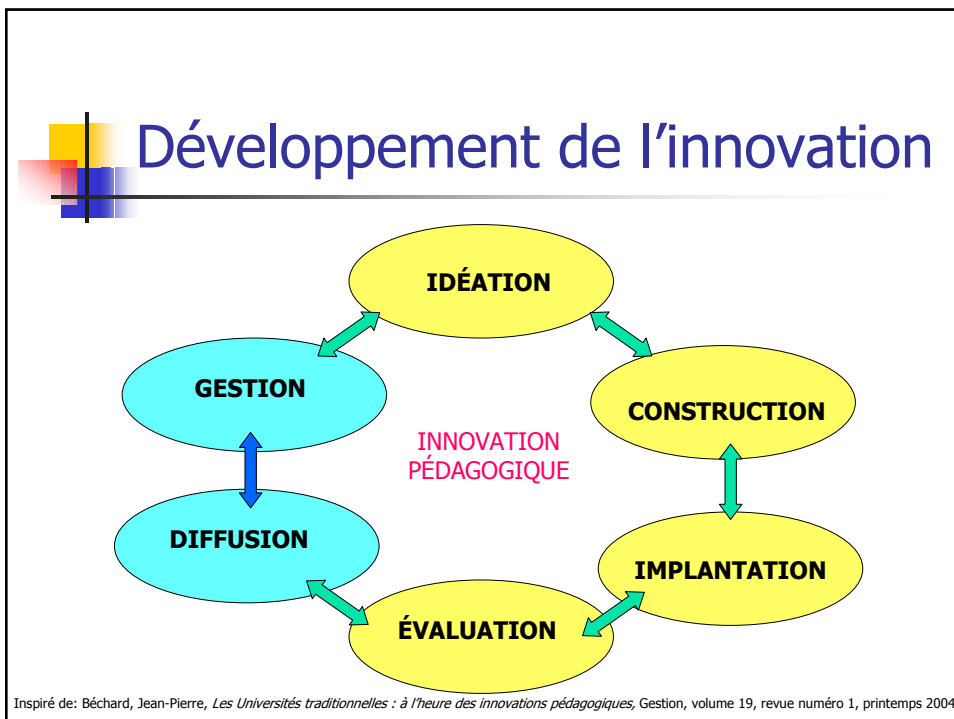 Développement de l’innovation
IDÉATION
GESTION
CONSTRUCTION
INNOVATION
PÉDAGOGIQUE
DIFFUSION
IMPLANTATION
ÉVALUATION
Inspiré de: Béchard, Jean-Pierre, Les Universités traditionnelles : à l’heure des innovations pédagogiques, Gestion, volume 19, revue numéro 1, printemps 2004